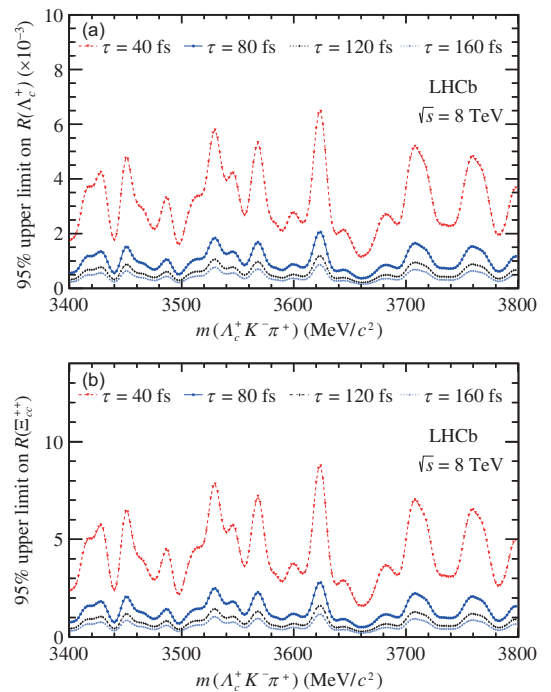 (a)
τ = 40 fs τ = 80 fs τ = 120 fs τ = 160 fs
LHCb
√s = 8 TeV
95% upper limit on R(Λc+) (×10−3)
10
8
6
4
2
0
3400 3500 3600 3700 3800
m(Λc+ K− π+) (MeV/c2)
(b)
τ = 40 fs τ = 80 fs τ = 120 fs τ = 160 fs
LHCb
√s = 8 TeV
95% upper limit on R(Ξcc++)
10
5
0
3400 3500 3600 3700 3800
m(Λc+ K− π+) (MeV/c2)